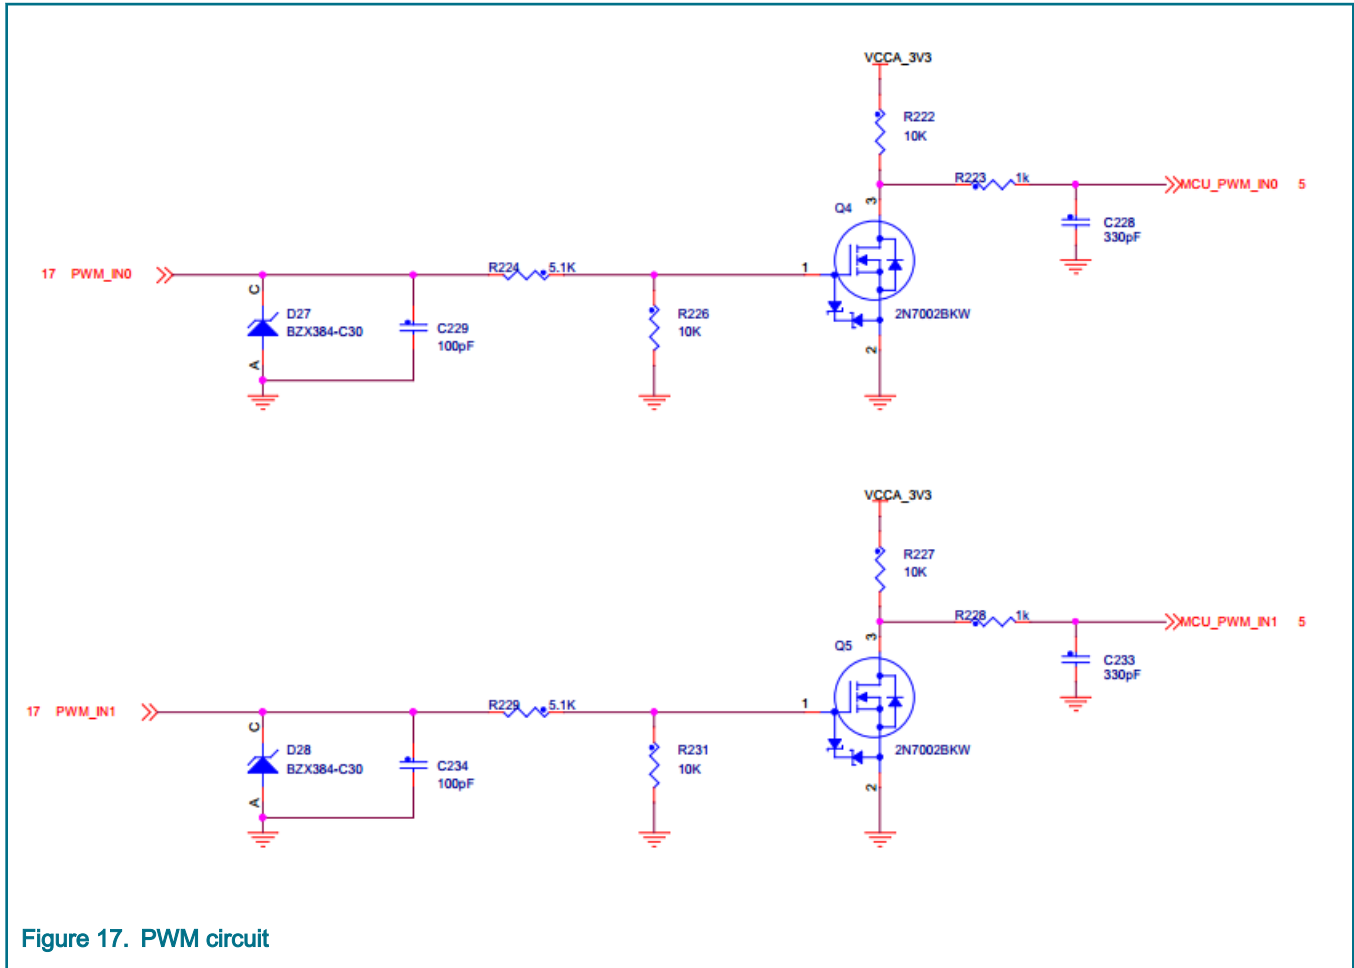 VCCA_3V3
R222
10K
R223 1k
MCU_PWM_IN0 5
3
Q4
C228
330pF
17 PWM_IN0
R224 5.1K
1
C
D27
BZX384-C30
C229
100pF
R226
10K
2N7002BKW
A
2
VCCA_3V3
R227
10K
R228 1k
MCU_PWM_IN1 5
3
Q5
C233
330pF
17 PWM_IN1
R229 5.1K
1
C
D28
BZX384-C30
C234
100pF
R231
10K
2N7002BKW
A
2
Figure 17. PWM circuit